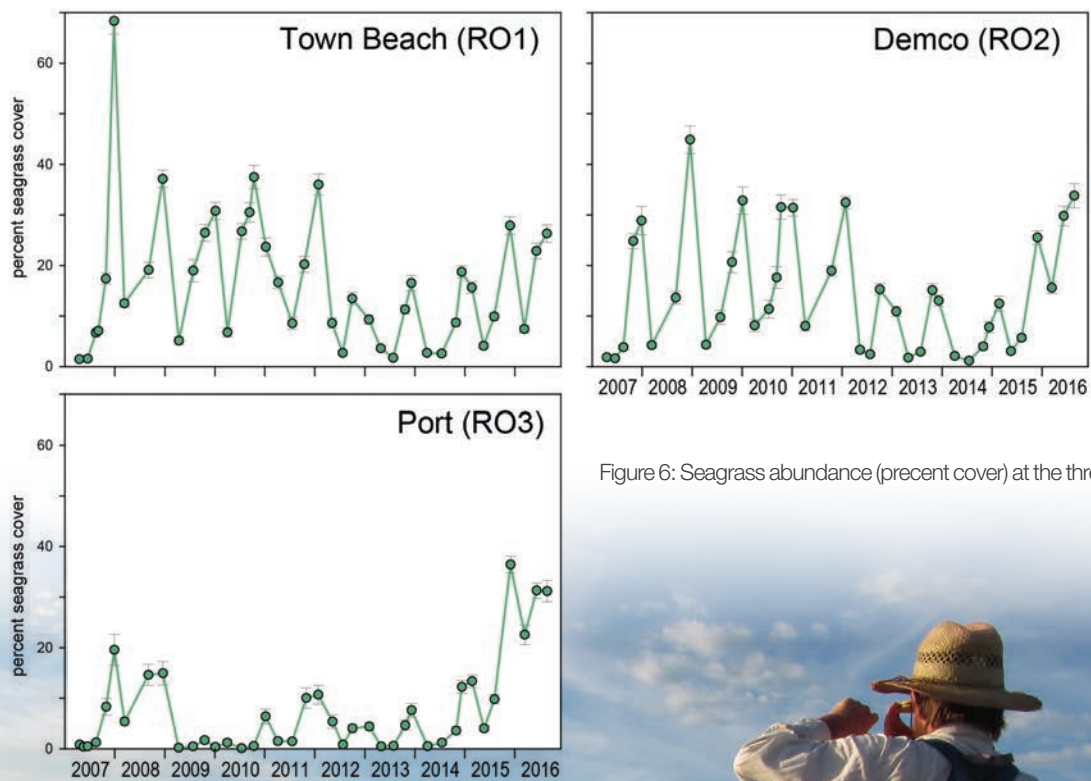 Town Beach (RO1)
percent seagrass cover
60
40
20
0
Demco (RO2)
2007 2008 2009 2010 2011 2012 2013 2014 2015 2016
Port (RO3)
percent seagrass cover
60
40
20
0
2007 2008 2009 2010 2011 2012 2013 2014 2015 2016
Figure 6: Seagrass abundance (precent cover) at the thre